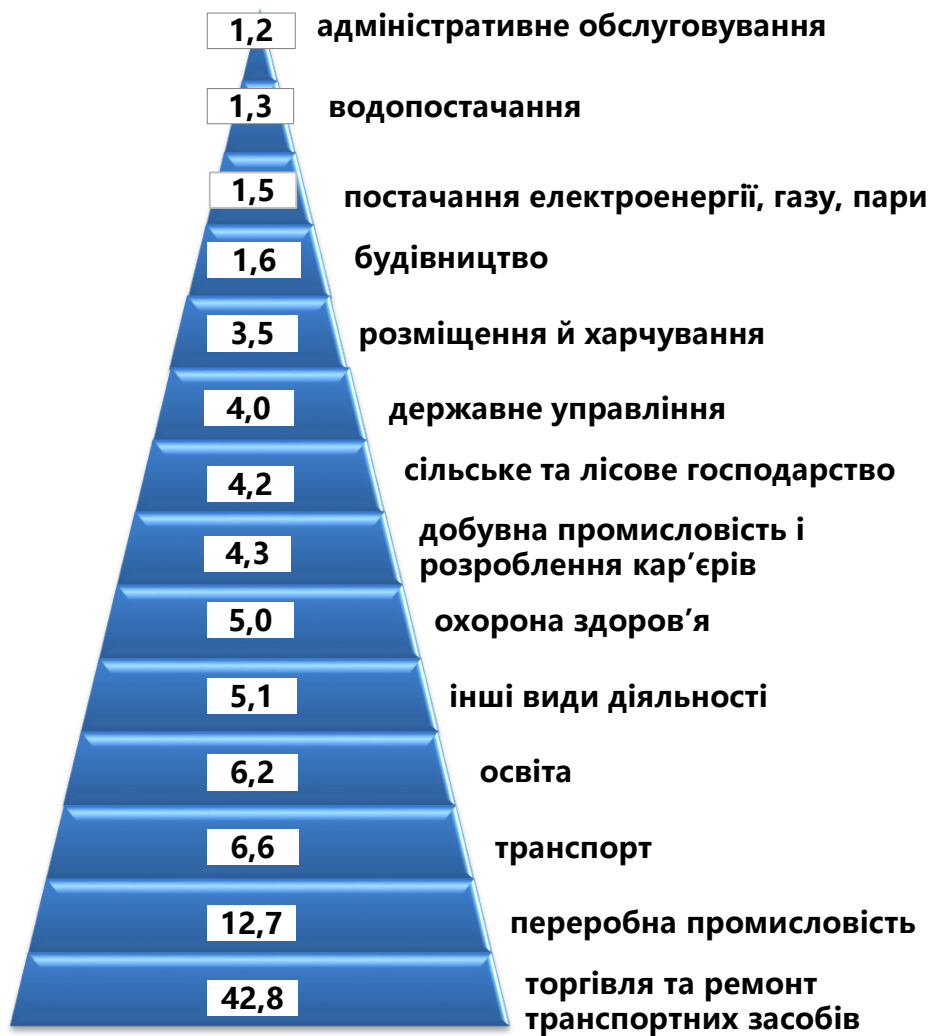 1,2 адміністративне обслуговування
1,3 водопостачання
1,5 постачання електроенергії, газу, пари
1,6 будівництво
3,5 розміщення й харчування
4,0 державне управління
4,2 сільське та лісове господарство
4,3 добувна промисловість і
розроблення кар’єрів
5,0 охорона здоров’я
5,1 інші види діяльності
6,2 освіта
6,6 транспорт
12,7 переробна промисловість
42,8 торгівля та ремонт
транспортних засобів